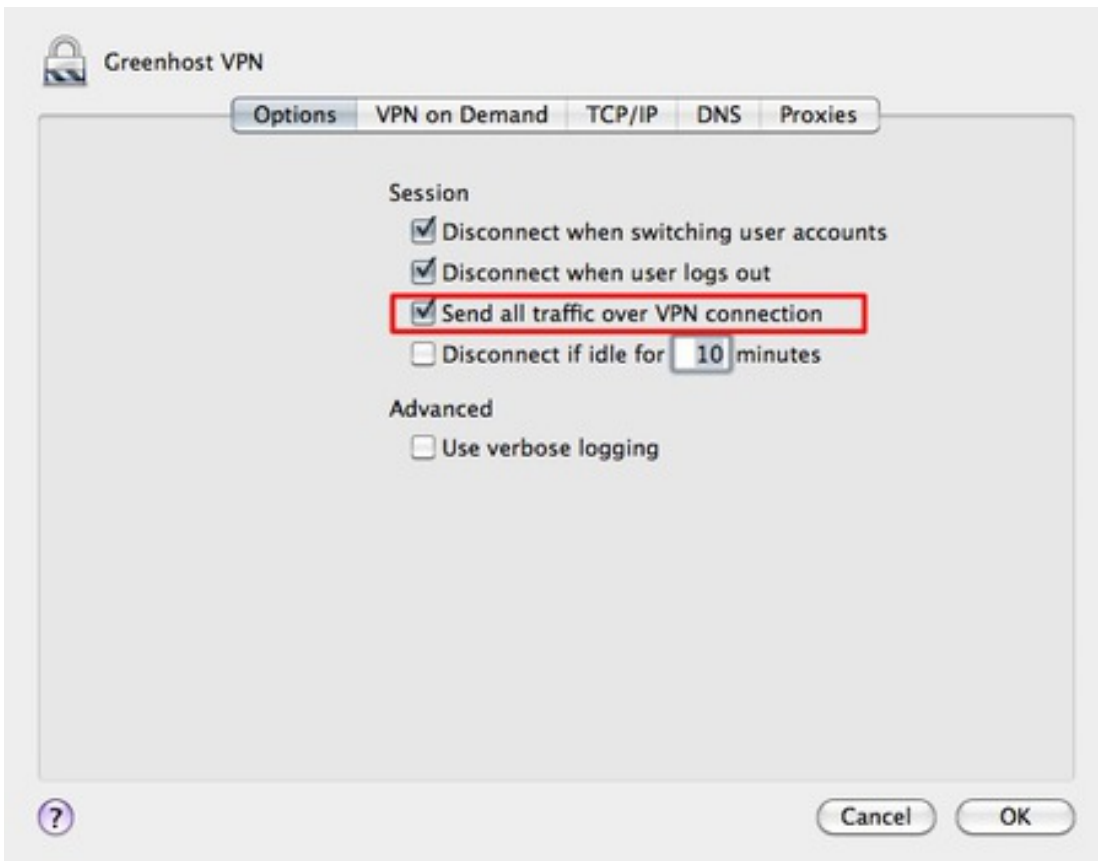 Greenhost VPN
Options VPN on Demand TCP/IP DNS Proxies
Session
Disconnect when switching user accounts
Disconnect when user logs out
Send all traffic over VPN connection
Disconnect if idle for 10 minutes
Advanced
Use verbose logging
? Cancel OK